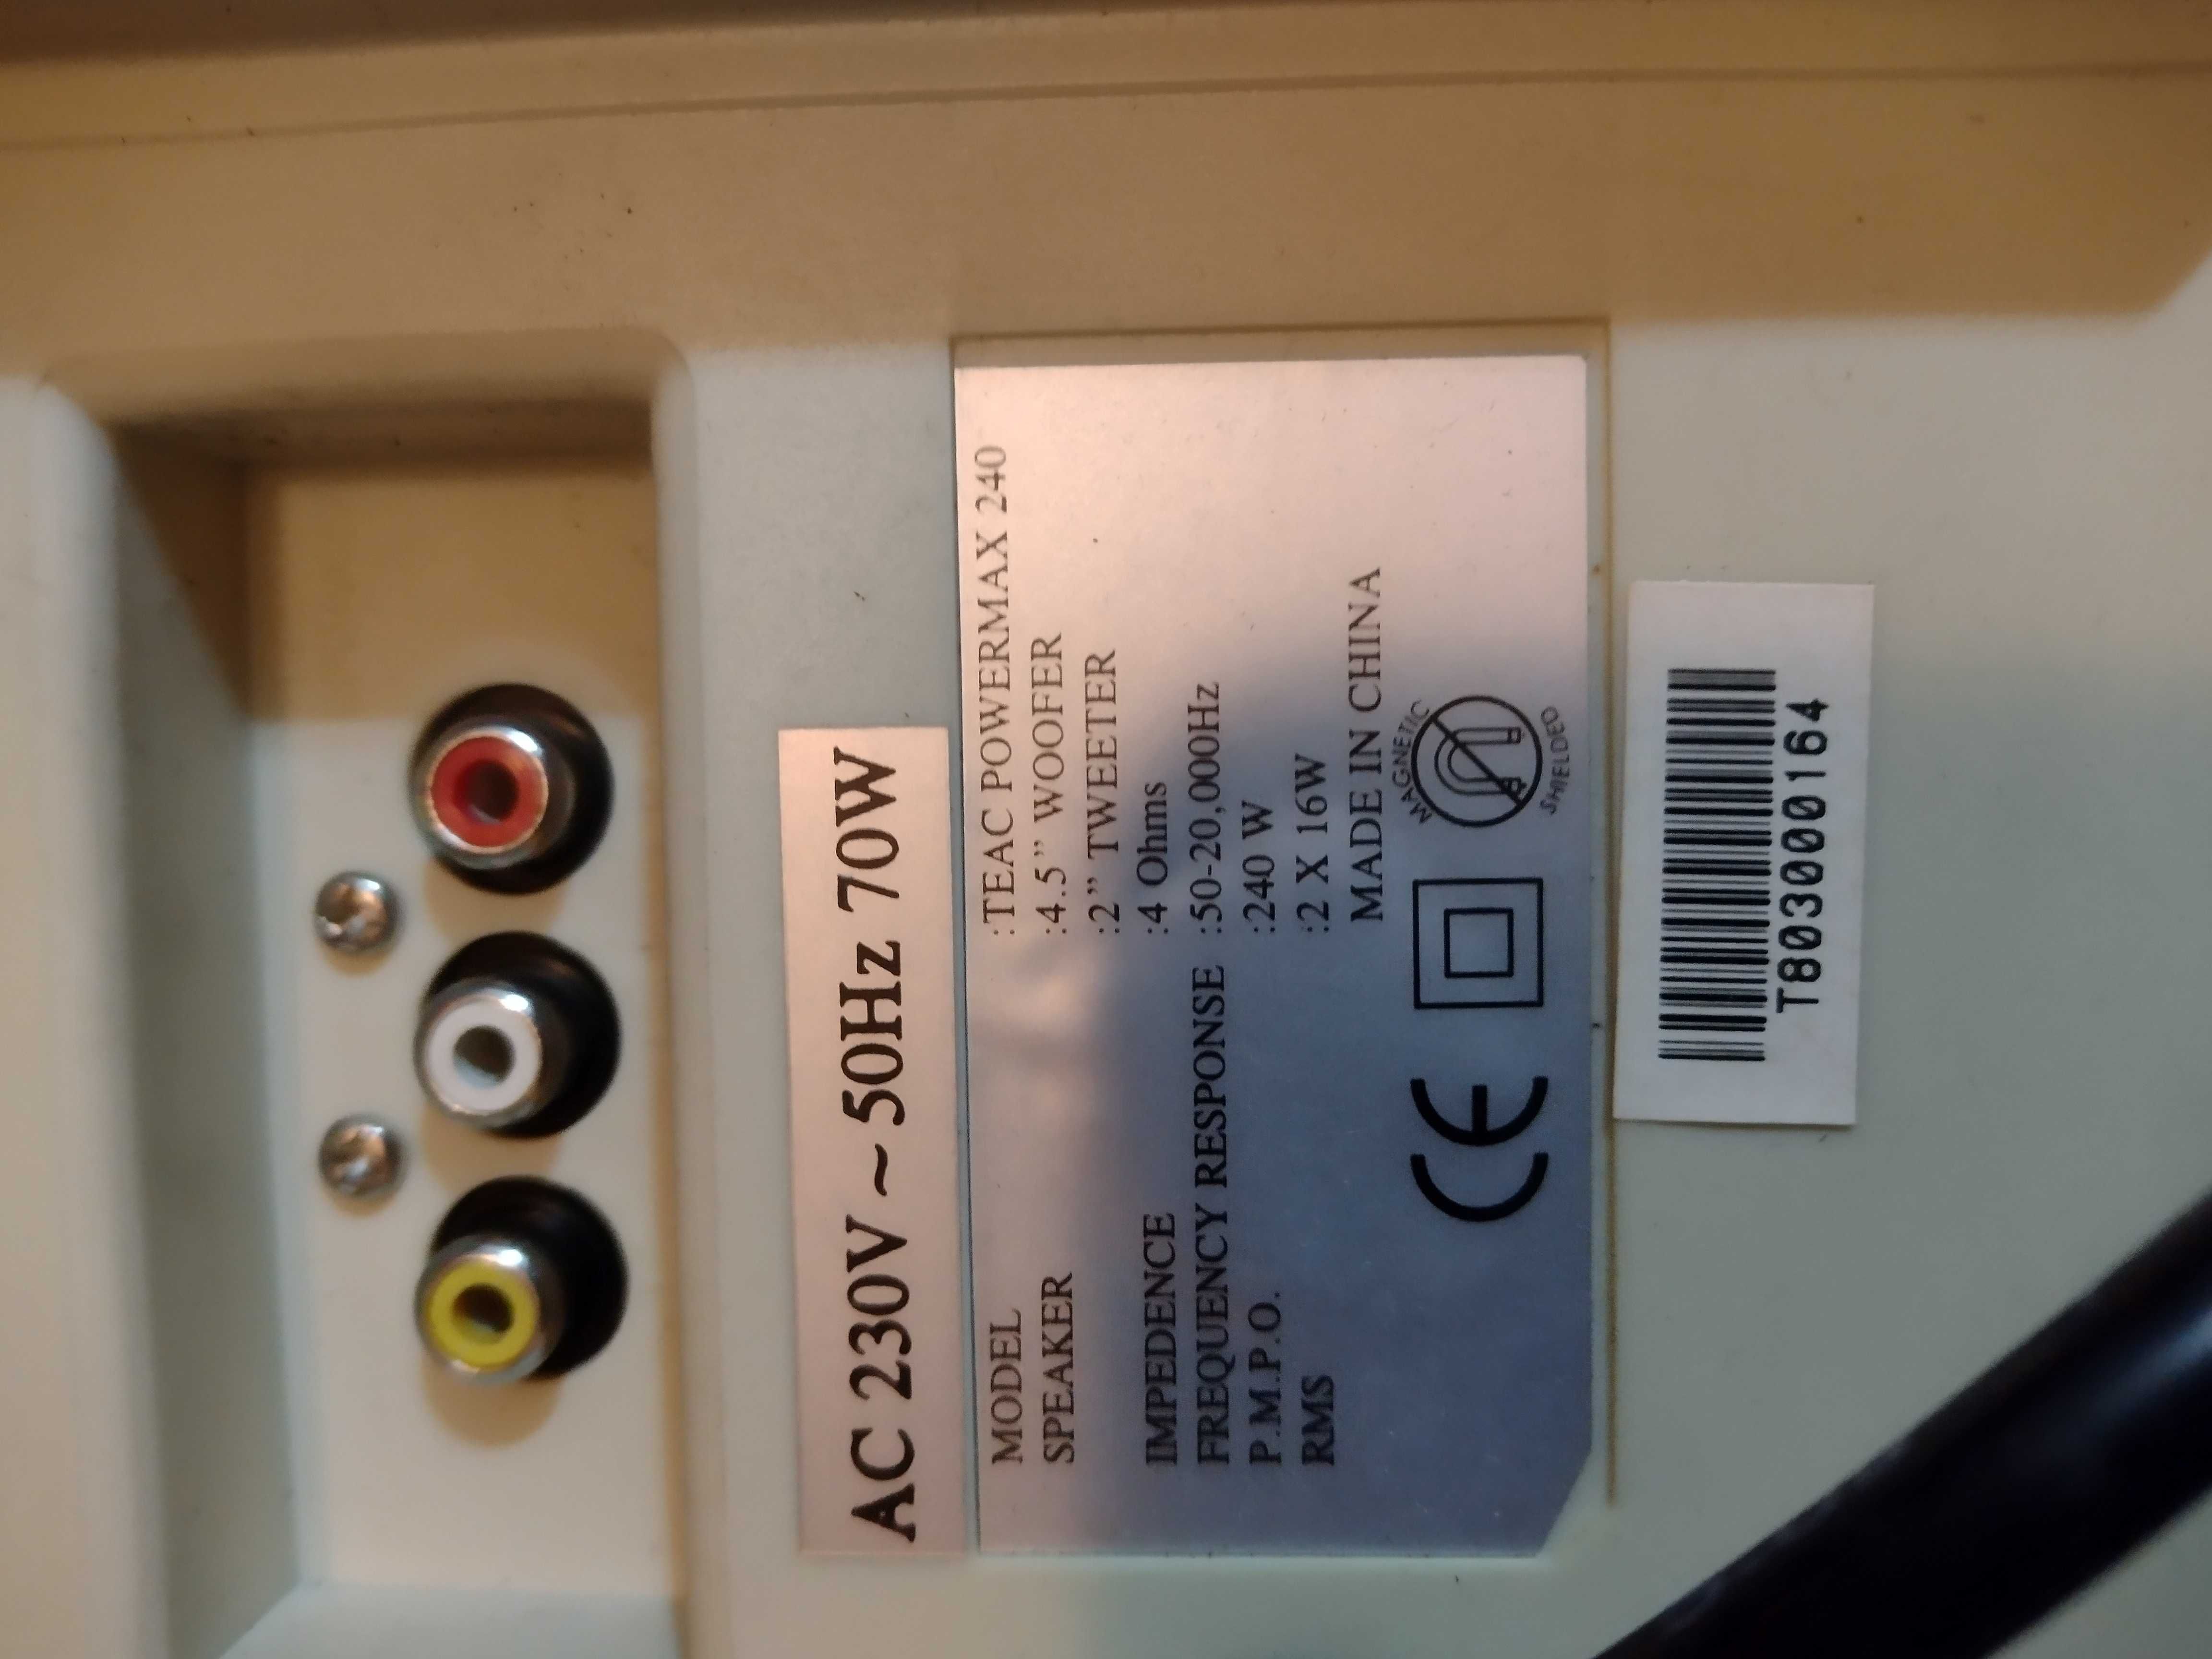 AC 230V ~ 50Hz 70W
MODEL :TEAC POWERMAX 240
SPEAKER :4.5" WOOFER
:2" TWEETER
IMPEDENCE :4 Ohms
FREQUENCY RESPONSE :50-20,000Hz
P.M.P.O. :240 W
RMS :2 X 16W
MADE IN CHINA
CE
MAGNETIC
SHIELDED
T803000164